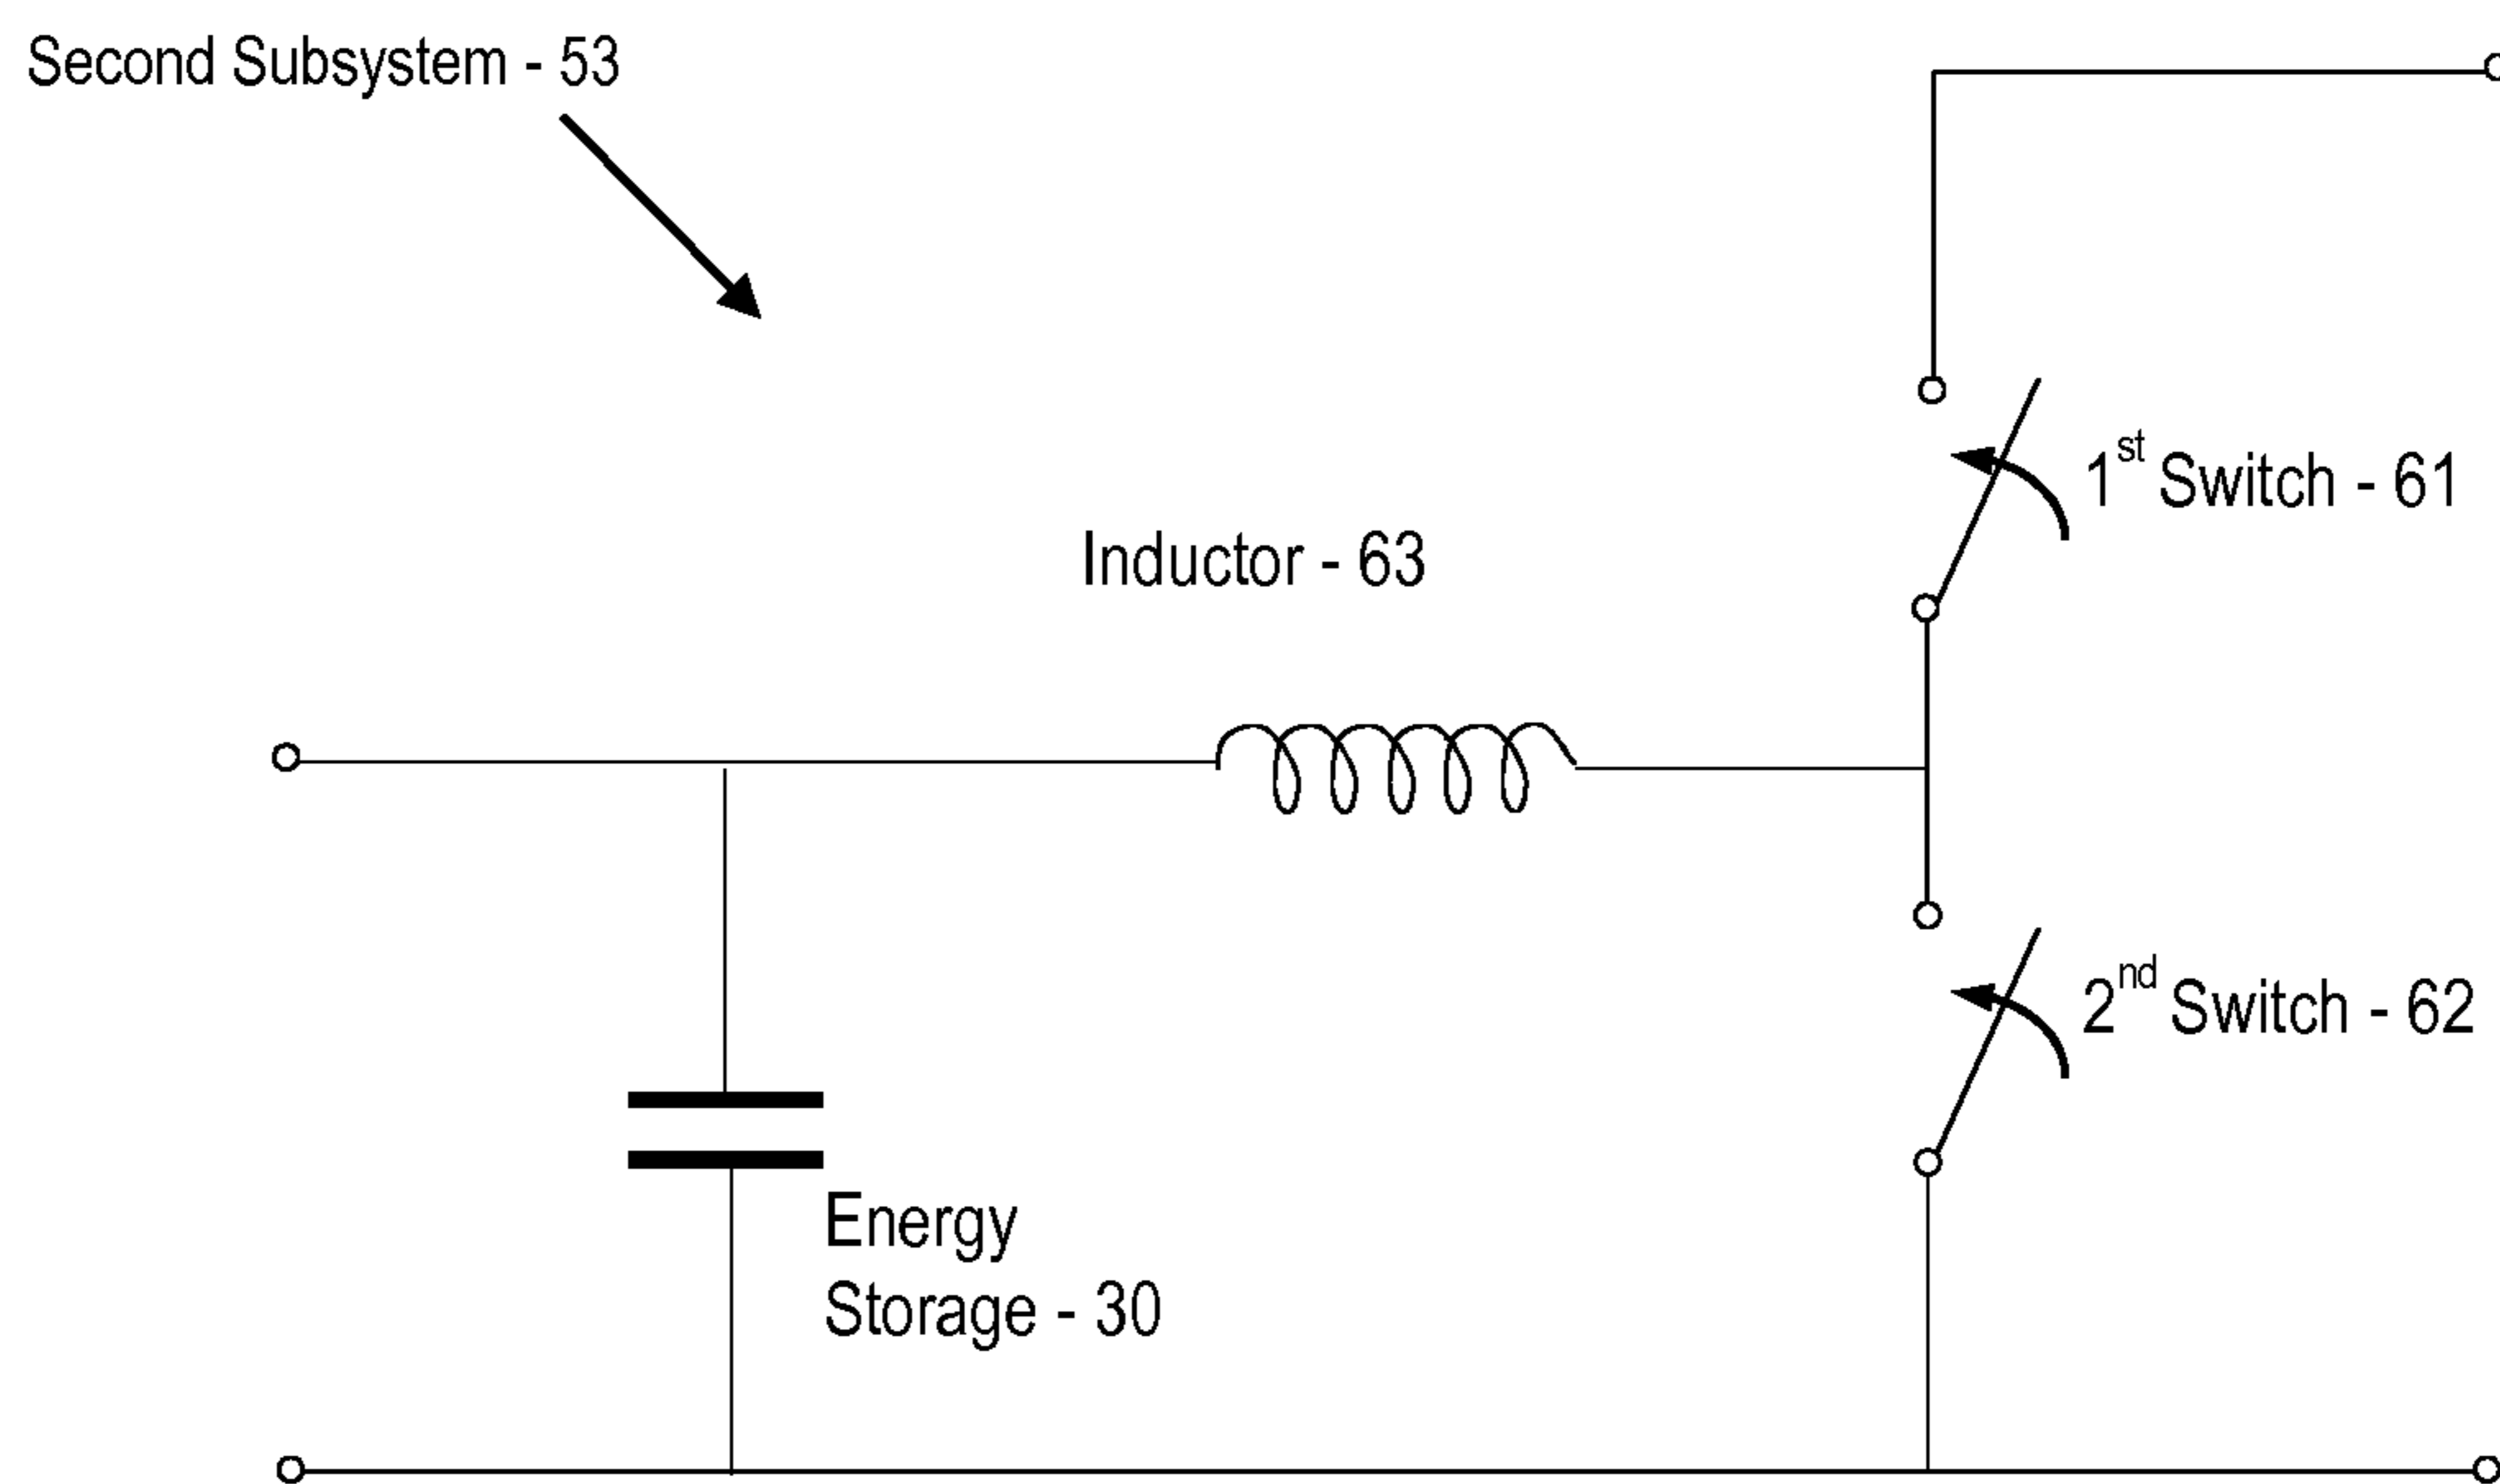 Second Subsystem - 53
1st Switch - 61
Inductor - 63
2nd Switch - 62
Energy
Storage - 30